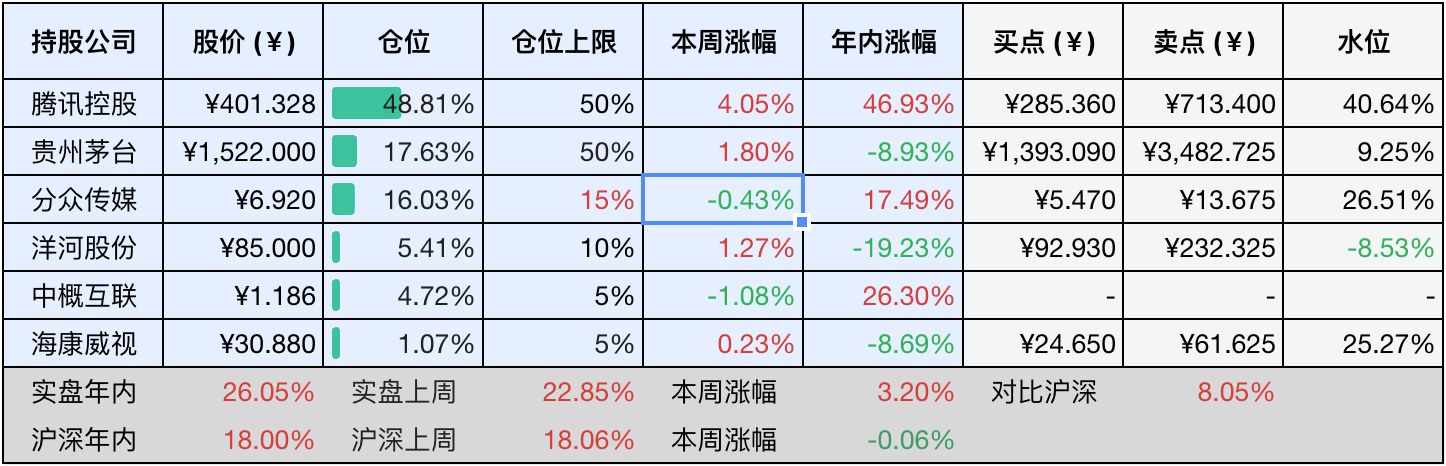 持股公司 股价 (¥) 仓位 仓位上限 本周涨幅 年内涨幅 买点 (¥) 卖点 (¥) 水位
腾讯控股 ¥401.328 48.81% 50% 4.05% 46.93% ¥285.360 ¥713.400 40.64%
贵州茅台 ¥1,522.000 17.63% 50% 1.80% -8.93% ¥1,393.090 ¥3,482.725 9.25%
分众传媒 ¥6.920 16.03% 15% -0.43% 17.49% ¥5.470 ¥13.675 26.51%
洋河股份 ¥85.000 5.41% 10% 1.27% -19.23% ¥92.930 ¥232.325 -8.53%
中概互联 ¥1.186 4.72% 5% -1.08% 26.30% - - -
海康威视 ¥30.880 1.07% 5% 0.23% -8.69% ¥24.650 ¥61.625 25.27%
实盘年内 26.05% 实盘上周 22.85% 本周涨幅 3.20% 对比沪深 8.05%
沪深年内 18.00% 沪深上周 18.06% 本周涨幅 -0.06%